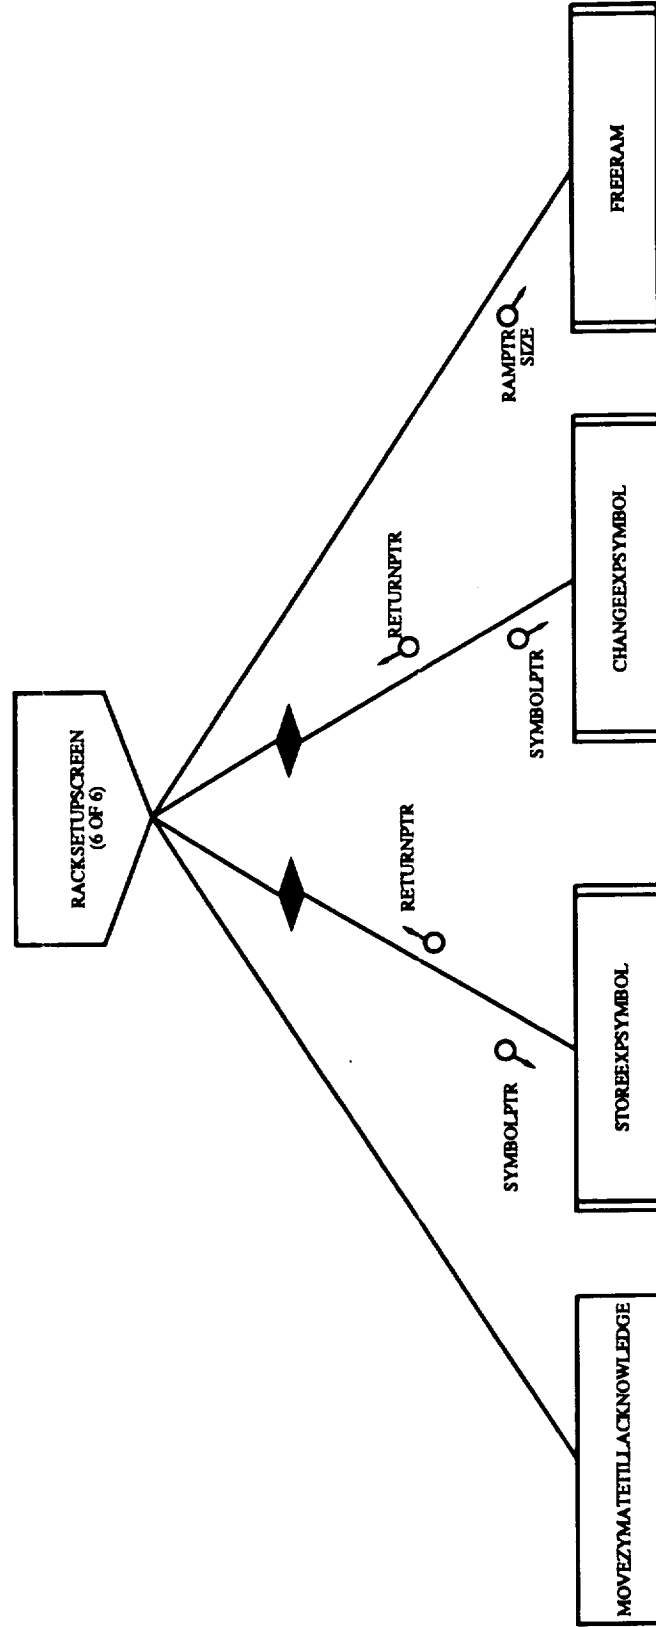 RACKSETUPSCREEN
(6 OF 6)
RETURNPTR
RETURNPTR
SYMBOLPTR
SYMBOLPTR
RAMPTR
SIZE
MOVEZYMATETILLACKNOWLEDGE
STOREEXPSYMBOL
CHANGEEXPSYMBOL
FREERAM